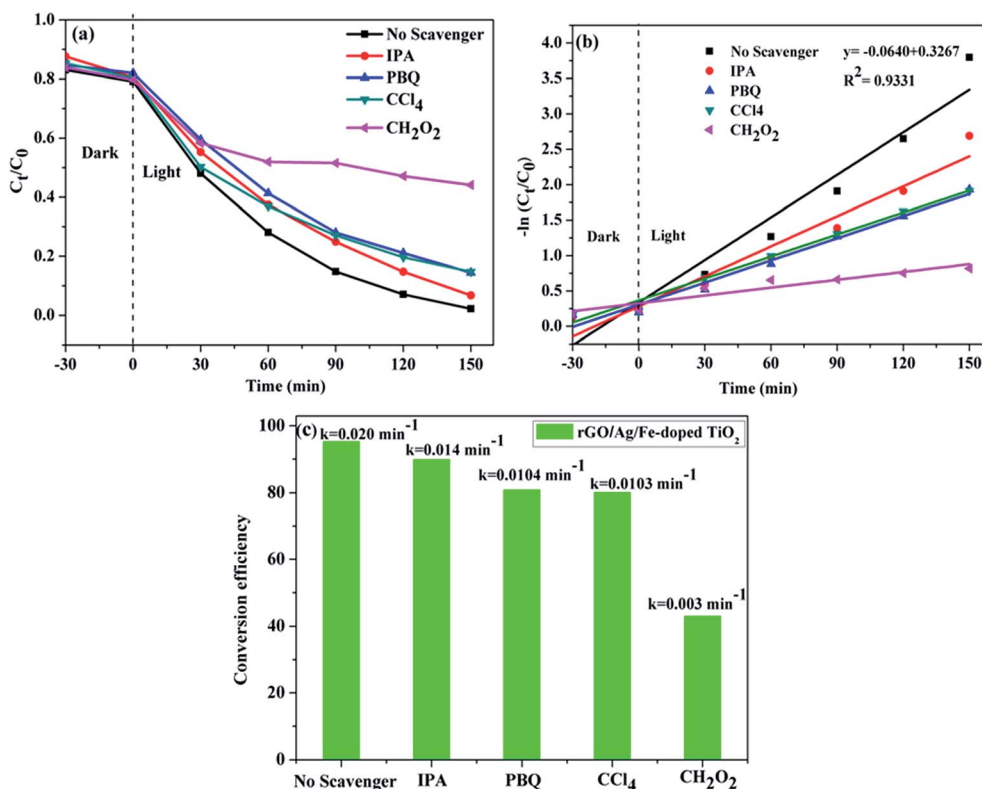 (a)
No Scavenger
IPA
PBQ
CCl4
CH2O2
Dark
Light
Ct/C0
1.0
0.8
0.6
0.4
0.2
0.0
-30 0 30 60 90 120 150
Time (min)
(b)
No Scavenger
IPA
PBQ
CCl4
CH2O2
y= -0.0640+0.3267
R2= 0.9331
Dark
Light
-ln (Ct/C0)
-4.0
3.5
3.0
2.5
2.0
1.5
1.0
0.5
0.0
-30 0 30 60 90 120 150
Time (min)
(c)
rGO/Ag/Fe-doped TiO2
k=0.020 min-1
k=0.014 min-1
k=0.0104 min-1
k=0.0103 min-1
k=0.003 min-1
Conversion efficiency
100
80
60
40
20
0
No Scavenger IPA PBQ CCl4 CH2O2